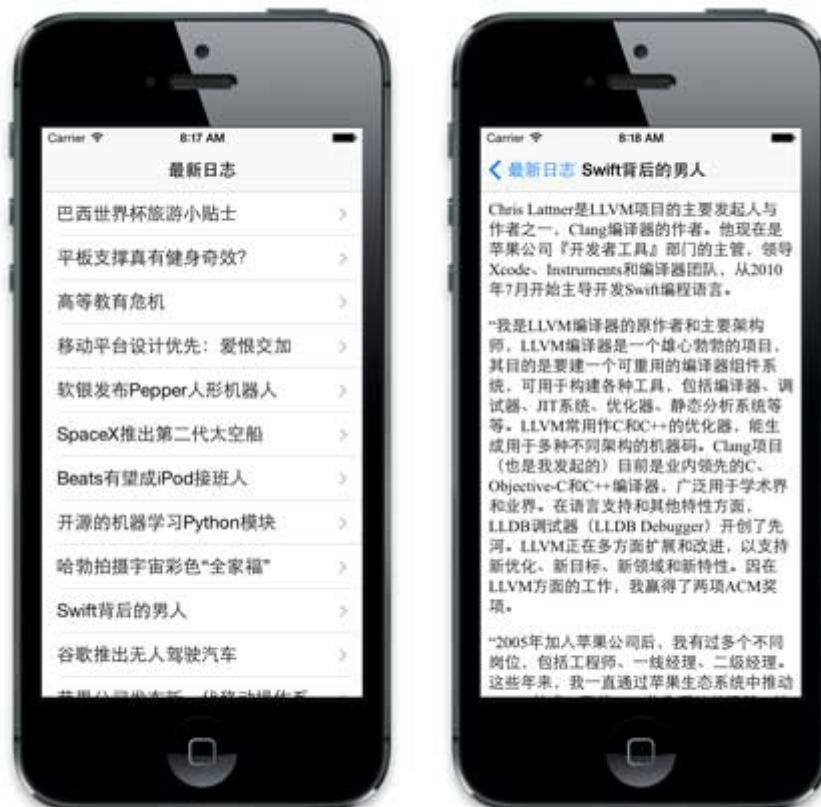 Carrier
8:17 AM
最新日志
巴西世界杯旅游小贴士
平板支撑真有健身奇效?
高等教育危机
移动平台设计优先：爱恨交加
软银发布Pepper人形机器人
SpaceX推出第二代太空船
Beats有望成iPod接班人
开源的机器学习Python模块
哈勃拍摄宇宙彩色“全家福”
Swift背后的男人
谷歌推出无人驾驶汽车
Carrier
8:18 AM
最新日志 Swift背后的男人
Chris Lattner是LLVM项目的主要发起人与
作者之一，Clang编译器的作者。他现在是
苹果公司『开发者工具』部门的主管，领导
Xcode、Instruments和编译器团队，从2010
年7月开始主导开发Swift编程语言。
“我是LLVM编译器的原作者和主要架构
师，LLVM编译器是一个雄心勃勃的项目，
其目的是要建一个可重用的编译器组件系
统，可用于构建各种工具，包括编译器、调
试器、JIT系统、优化器、静态分析系统等
等。LLVM常用作C和C++的优化器，能生
成用于多种不同架构的机器码。Clang项目
（也是我发起的）目前是业内领先的C、
Objective-C和C++编译器，广泛用于学术界
和业界。在语言支持和其他特性方面，
LLDB调试器（LLDB Debugger）开创了先
河。LLVM正在多方面扩展和改进，以支持
新优化、新目标、新领域和新特性。因在
LLVM方面的工作，我赢得了两项ACM奖
项。
“2005年加入苹果公司后，我有过多个不同
岗位，包括工程师、一线经理、二级经理。
这些年来，我一直通过苹果生态系统中推动